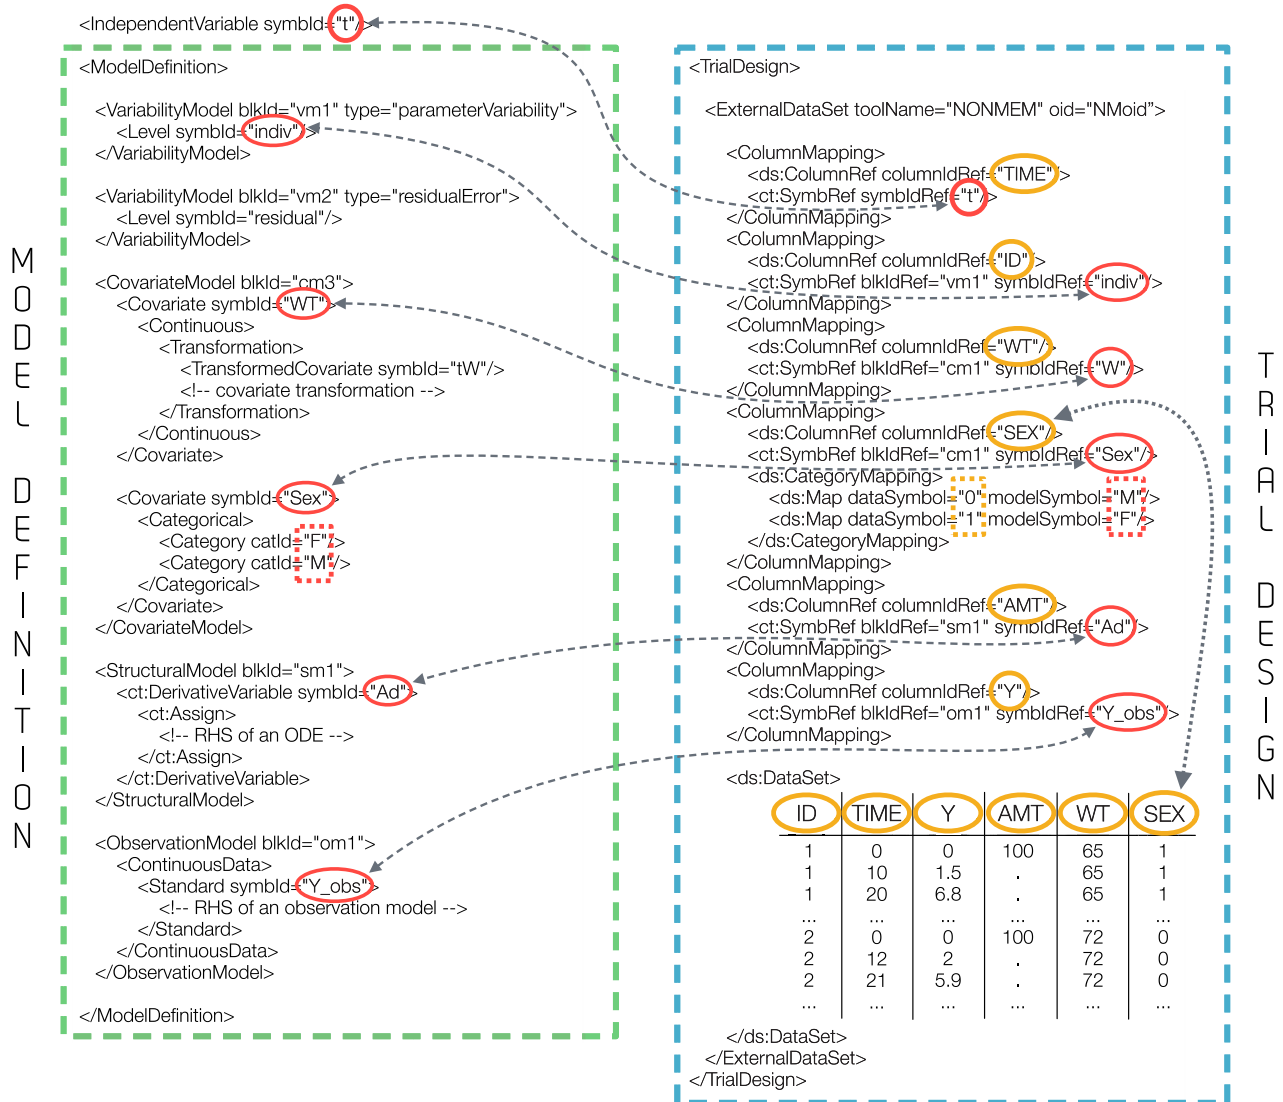 <IndependentVariable symbId="t"/>
MODEL DEFINITION
<ModelDefinition>
<VariabilityModel blkId="vm1" type="parameterVariability">
<Level symbId="indiv"/>
</VariabilityModel>
<VariabilityModel blkId="vm2" type="residualError">
<Level symbId="residual"/>
</VariabilityModel>
<CovariateModel blkId="cm3">
<Covariate symbId="WT">
<Continuous>
<Transformation>
<TransformedCovariate symbId="tW"/>
<!-- covariate transformation -->
</Transformation>
</Continuous>
</Covariate>
<Covariate symbId="Sex">
<Categorical>
<Category catId="F"/>
<Category catId="M"/>
</Categorical>
</Covariate>
</CovariateModel>
<StructuralModel blkId="sm1">
<ct:DerivativeVariable symbId="Ad">
<ct:Assign>
<!-- RHS of an ODE -->
</ct:Assign>
</ct:DerivativeVariable>
</StructuralModel>
<ObservationModel blkId="om1">
<ContinuousData>
<Standard symbId="Y_obs">
<!-- RHS of an observation model -->
</Standard>
</ContinuousData>
</ObservationModel>
</ModelDefinition>
<TrialDesign>
<ExternalDataSet toolName="NONMEM" oid="NMoid”>
<ColumnMapping>
<ds:ColumnRef columnIdRef="TIME"/>
<ct:SymbRef symbIdRef="t"/>
</ColumnMapping>
<ColumnMapping>
<ds:ColumnRef columnIdRef="ID"/>
<ct:SymbRef blkIdRef="vm1" symbIdRef="indiv"/>
</ColumnMapping>
<ColumnMapping>
<ds:ColumnRef columnIdRef="WT"/>
<ct:SymbRef blkIdRef="cm1" symbIdRef="W"/>
</ColumnMapping>
<ColumnMapping>
<ds:ColumnRef columnIdRef="SEX"/>
<ct:SymbRef blkIdRef="cm1" symbIdRef="Sex"/>
<ds:CategoryMapping>
<ds:Map dataSymbol="0" modelSymbol="M"/>
<ds:Map dataSymbol="1" modelSymbol="F"/>
</ds:CategoryMapping>
</ColumnMapping>
<ColumnMapping>
<ds:ColumnRef columnIdRef="AMT"/>
<ct:SymbRef blkIdRef="sm1" symbIdRef="Ad"/>
</ColumnMapping>
<ColumnMapping>
<ds:ColumnRef columnIdRef="Y"/>
<ct:SymbRef blkIdRef="om1" symbIdRef="Y_obs"/>
</ColumnMapping>
<ds:DataSet>
ID TIME Y AMT WT SEX
1 0 0 100 65 1
1 10 1.5 . 65 1
1 20 6.8 . 65 1
... ... ... ... ... ...
2 0 0 100 72 0
2 12 2 . 72 0
2 21 5.9 . 72 0
... ... ... ... ... ...
</ds:DataSet>
</ExternalDataSet>
</TrialDesign>
TRIAL DESIGN